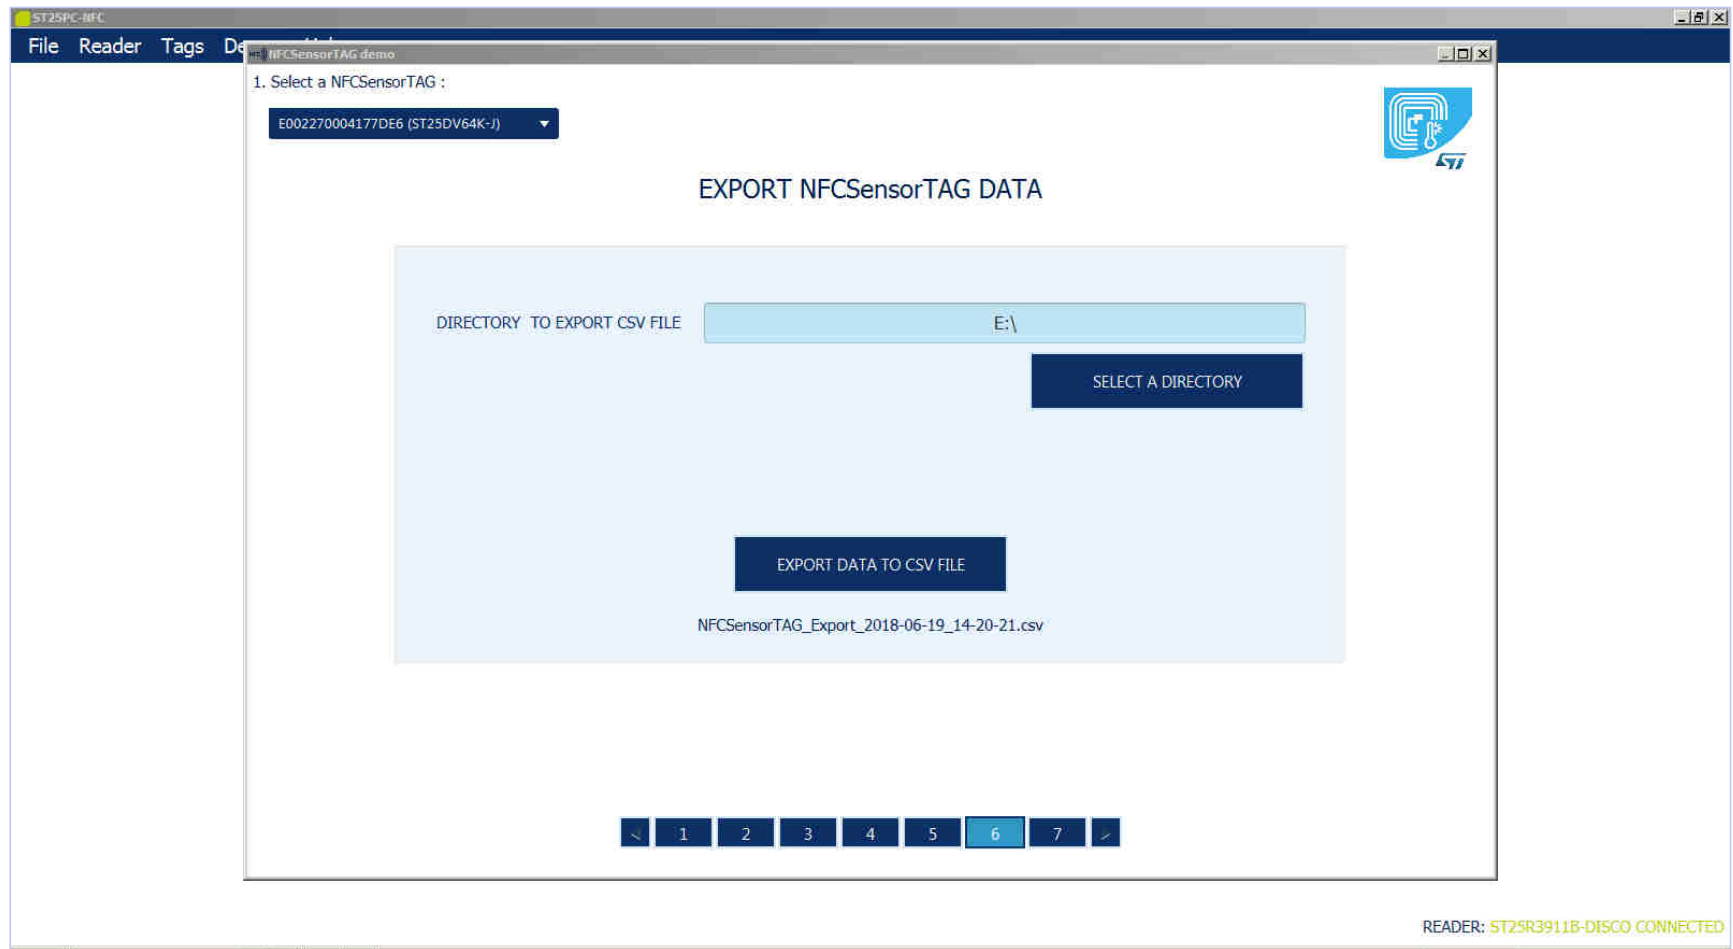 ST25PC-NFC
File Reader Tags
NFCSensorTAG demo
1. Select a NFCSensorTAG :
E002270004177DE6 (ST25DV64K-J)
ST
EXPORT NFCSensorTAG DATA
DIRECTORY TO EXPORT CSV FILE
E:\
SELECT A DIRECTORY
EXPORT DATA TO CSV FILE
NFCSensorTAG_Export_2018-06-19_14-20-21.csv
< 1 2 3 4 5 6 7 >
READER: ST25R3911B-DISCO CONNECTED